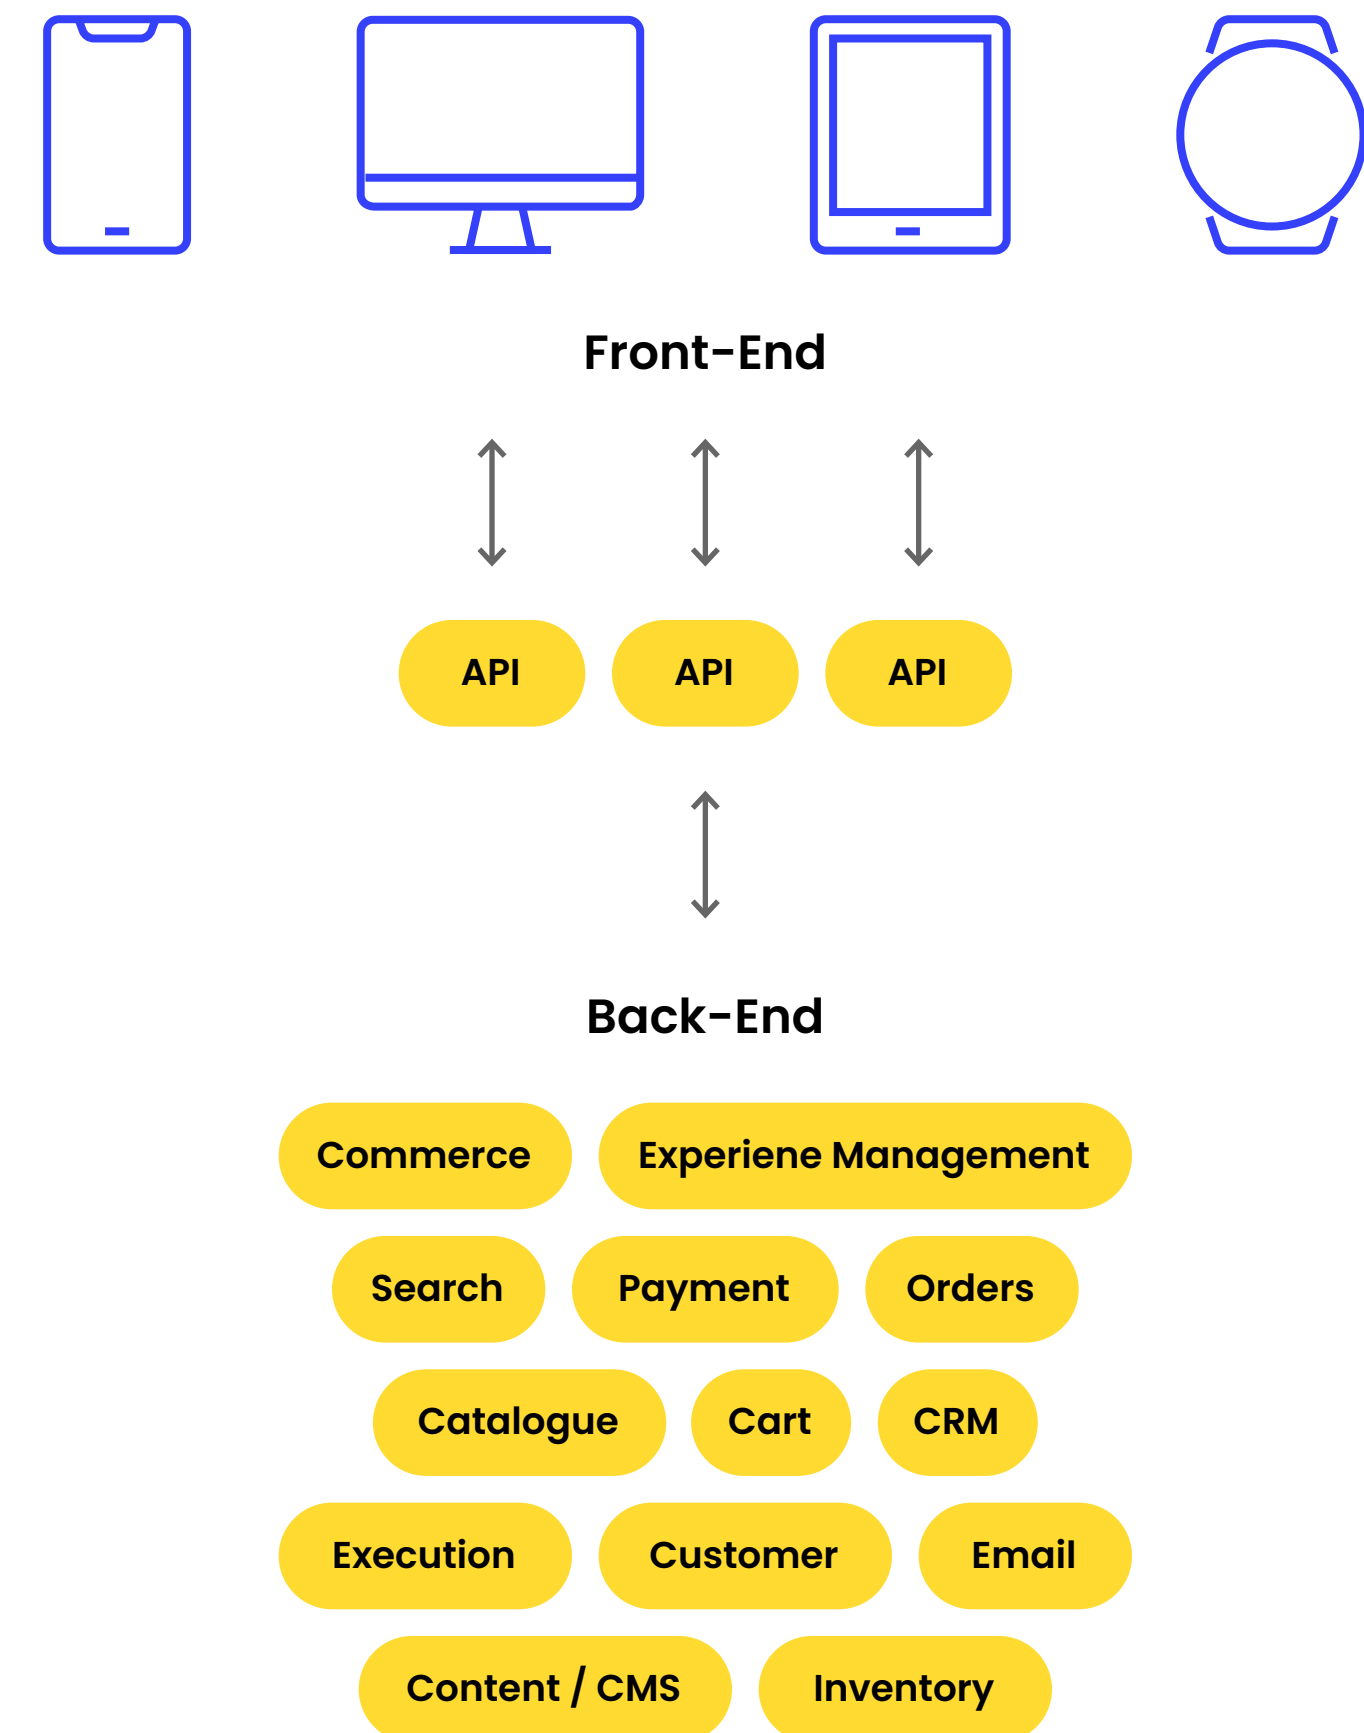 Front-End
API API API
Back-End
Commerce Experiene Management
Search Payment Orders
Catalogue Cart CRM
Execution Customer Email
Content / CMS Inventory